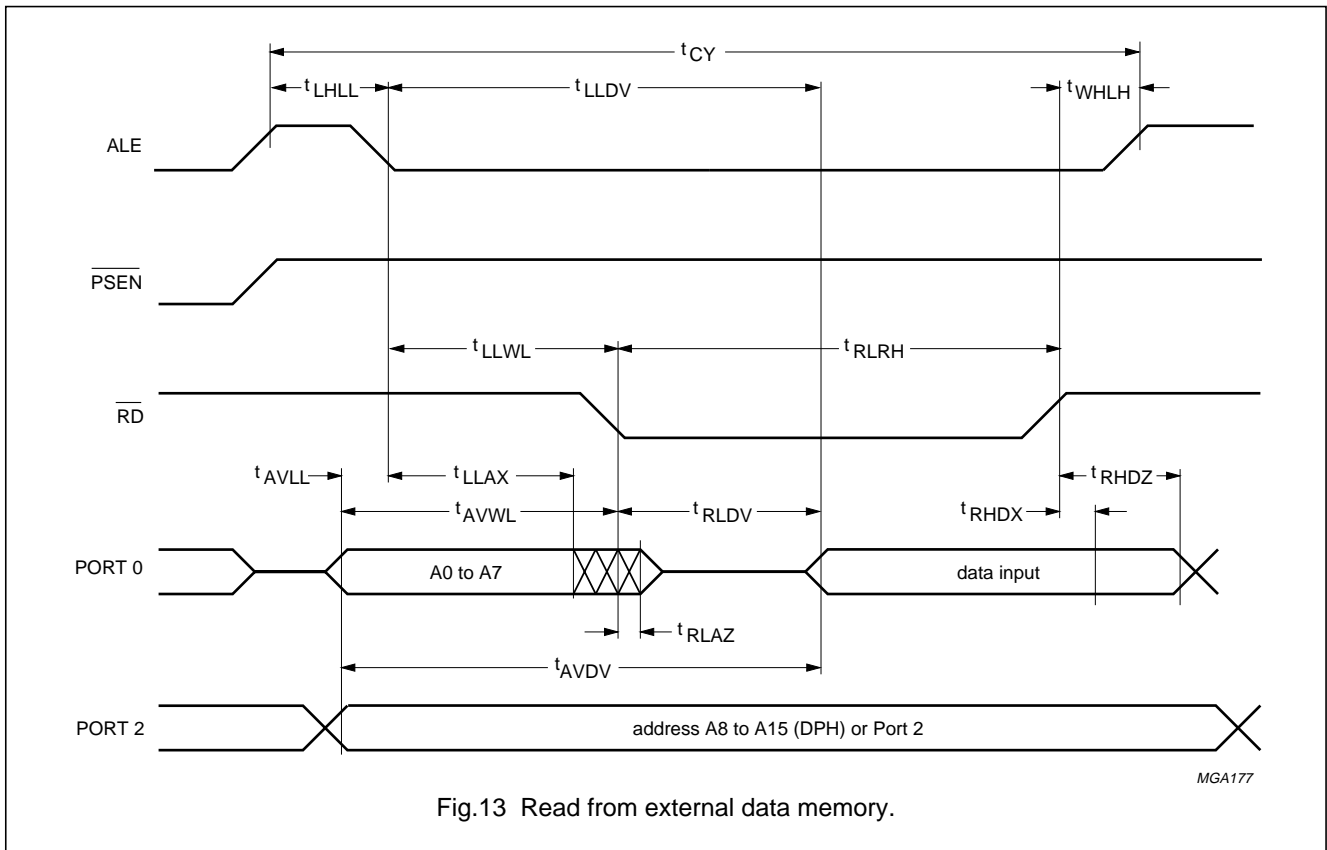 tCY
tLHLL
tLLDV
tWHLH
ALE
PSEN
tLLWL
tRLRH
RD
tAVLL
tLLAX
tRHDZ
tAVWL
tRLDV
tRHDX
PORT 0
A0 to A7
data input
tRLAZ
tAVDV
PORT 2
address A8 to A15 (DPH) or Port 2
MGA177
Fig.13 Read from external data memory.